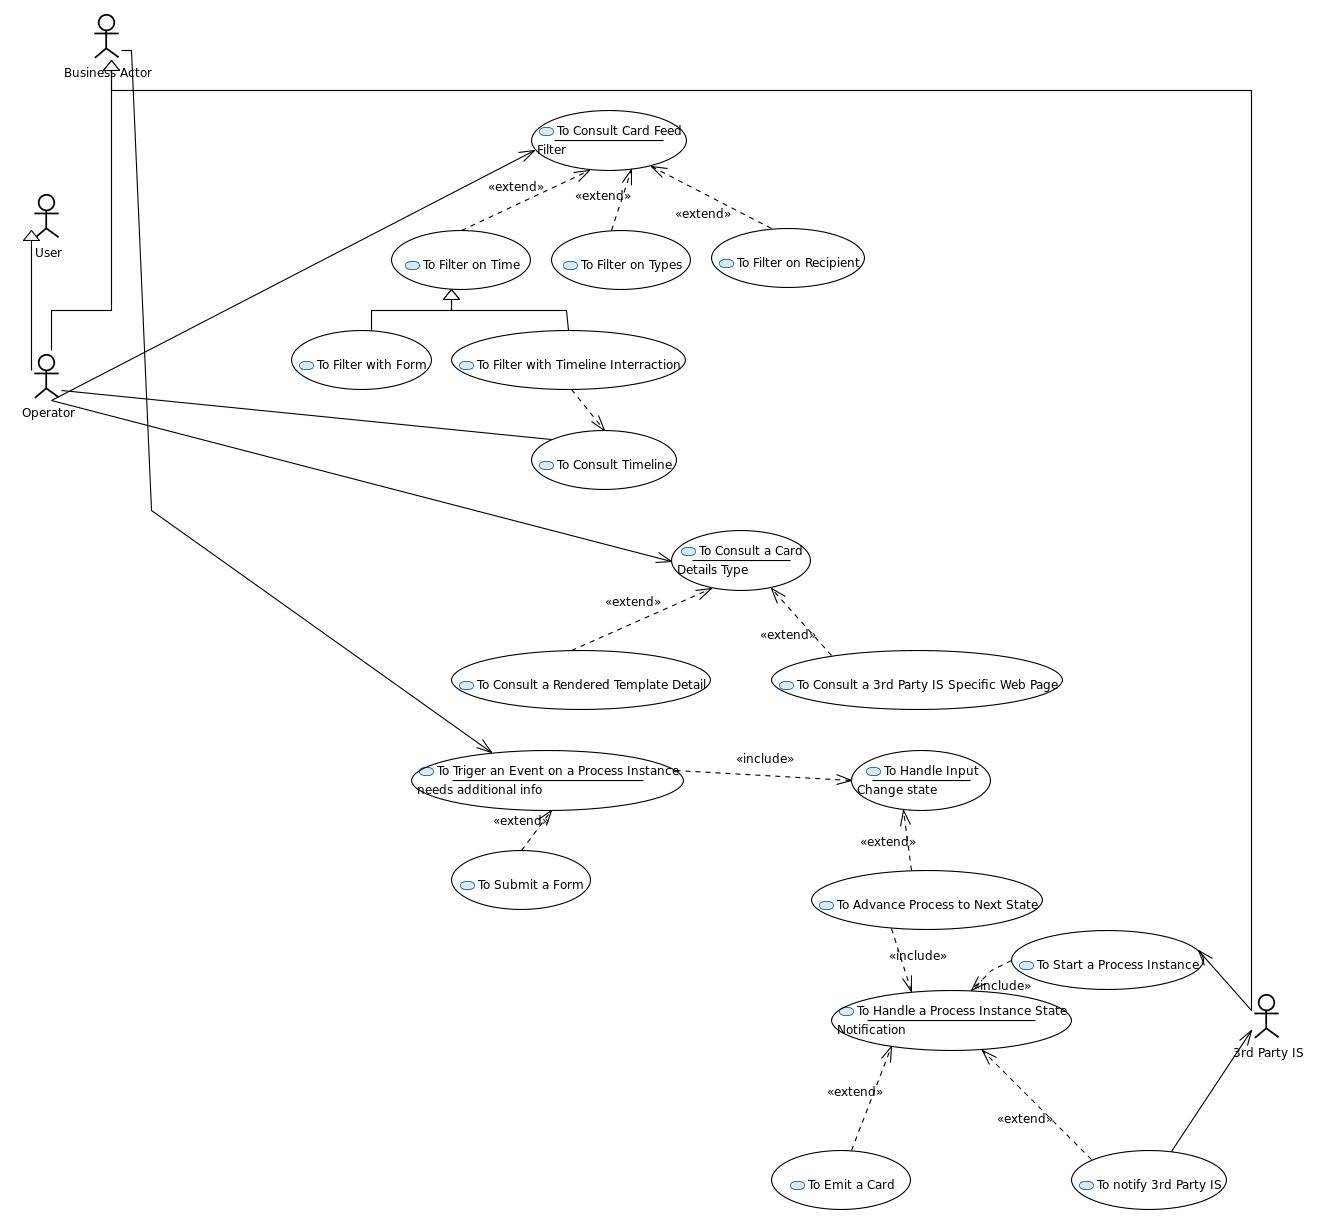 Business Actor
To Consult Card Feed
Filter
«extend»
«extend»
«extend»
User
To Filter on Time
To Filter on Types
To Filter on Recipient
To Filter with Form
To Filter with Timeline Interraction
Operator
To Consult Timeline
To Consult a Card
Details Type
«extend»
«extend»
To Consult a Rendered Template Detail
To Consult a 3rd Party IS Specific Web Page
«include»
To Triger an Event on a Process Instance
needs additional info
To Handle Input
Change state
«extend»
«extend»
To Submit a Form
To Advance Process to Next State
«include»
To Start a Process Instance
«include»
To Handle a Process Instance State
Notification
3rd Party IS
«extend»
«extend»
To Emit a Card
To notify 3rd Party IS